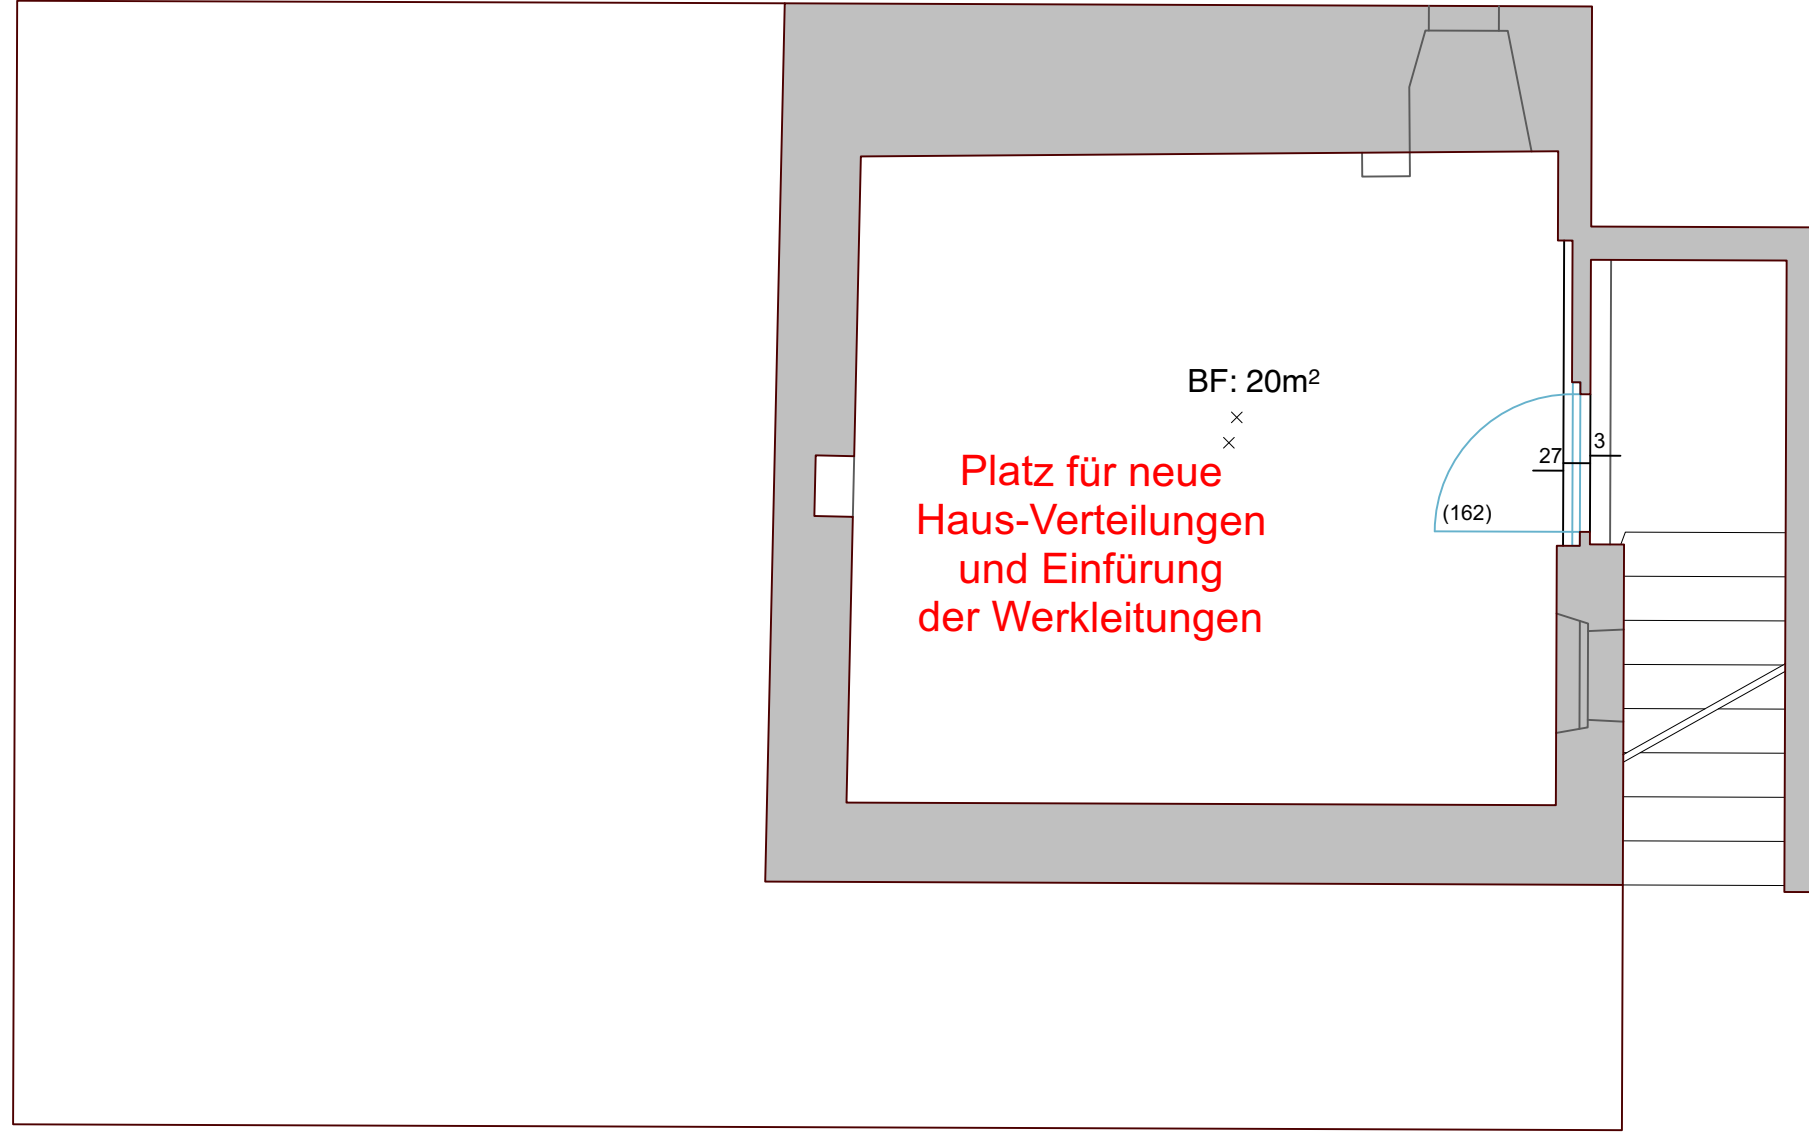 BF: 20m²
Platz für neue
Haus-Verteilungen
und Einfürung
der Werkleitungen
27
3
(162)